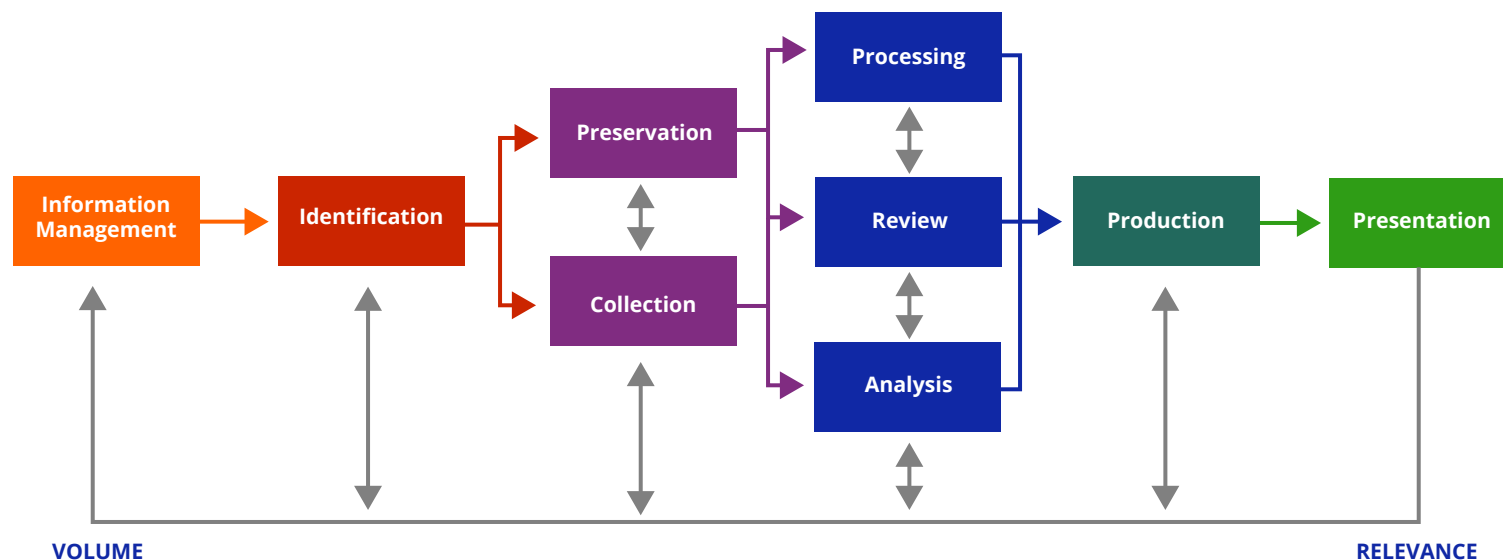 Information
Management
Identification
Preservation
Collection
Processing
Review
Analysis
Production
Presentation
VOLUME
RELEVANCE